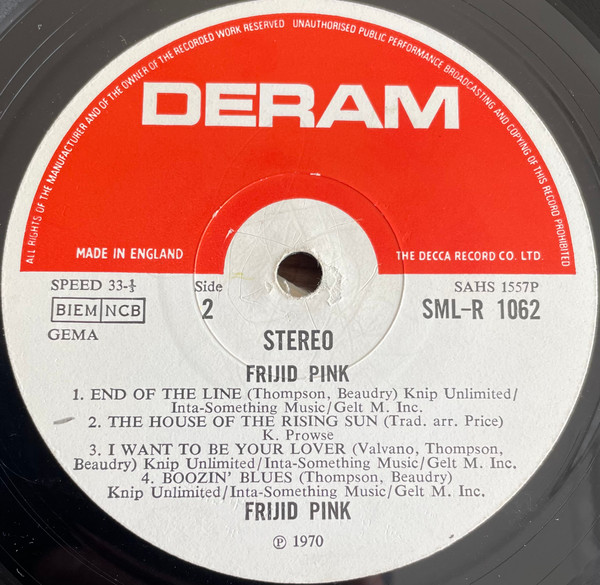 ALL RIGHTS OF THE MANUFACTURER AND OF THE OWNER OF THE RECORDED WORK RESERVED UNAUTHORISED PUBLIC PERFORMANCE BROADCASTING AND COPYING OF THIS RECORD PROHIBITED
DERAM
MADE IN ENGLAND
THE DECCA RECORD CO. LTD.
SPEED 33-⅓
Side
SAHS 1557P
BIEM NCB
2
SML-R 1062
GEMA
STEREO
FRIJID PINK
1. END OF THE LINE (Thompson, Beaudry) Knip Unlimited/
Inta-Something Music/Gelt M. Inc.
2. THE HOUSE OF THE RISING SUN (Trad. arr. Price)
K. Prowse
3. I WANT TO BE YOUR LOVER (Valvano, Thompson,
Beaudry) Knip Unlimited/Inta-Something Music/Gelt M. Inc.
4. BOOZIN' BLUES (Thompson, Beaudry)
Knip Unlimited/Inta-Something Music/Gelt M. Inc.
FRIJID PINK
℗ 1970